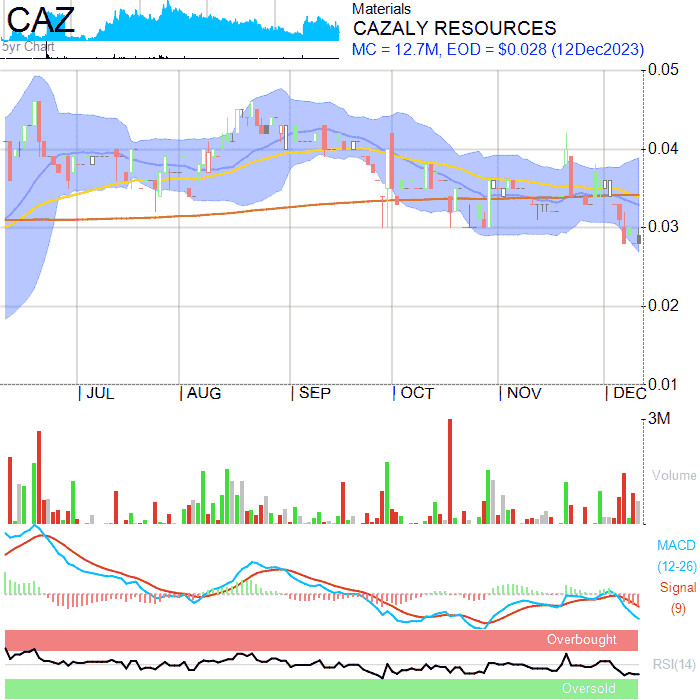 CAZ
5yr Chart
Materials
CAZALY RESOURCES
MC = 12.7M, EOD = $0.028 (12Dec2023)
0.05
0.04
0.03
0.02
0.01
JUL
AUG
SEP
OCT
NOV
DEC
3M
Volume
MACD
(12-26)
Signal
(9)
Overbought
RSI(14)
Oversold